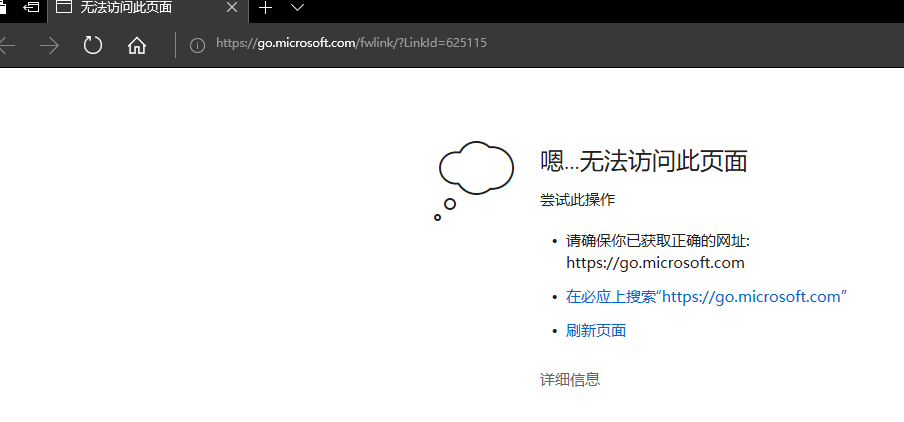 无法访问此页面
https://go.microsoft.com/fwlink/?LinkId=625115
嗯...无法访问此页面
尝试此操作
• 请确保你已获取正确的网址:
https://go.microsoft.com
• 在必应上搜索“https://go.microsoft.com”
• 刷新页面
详细信息